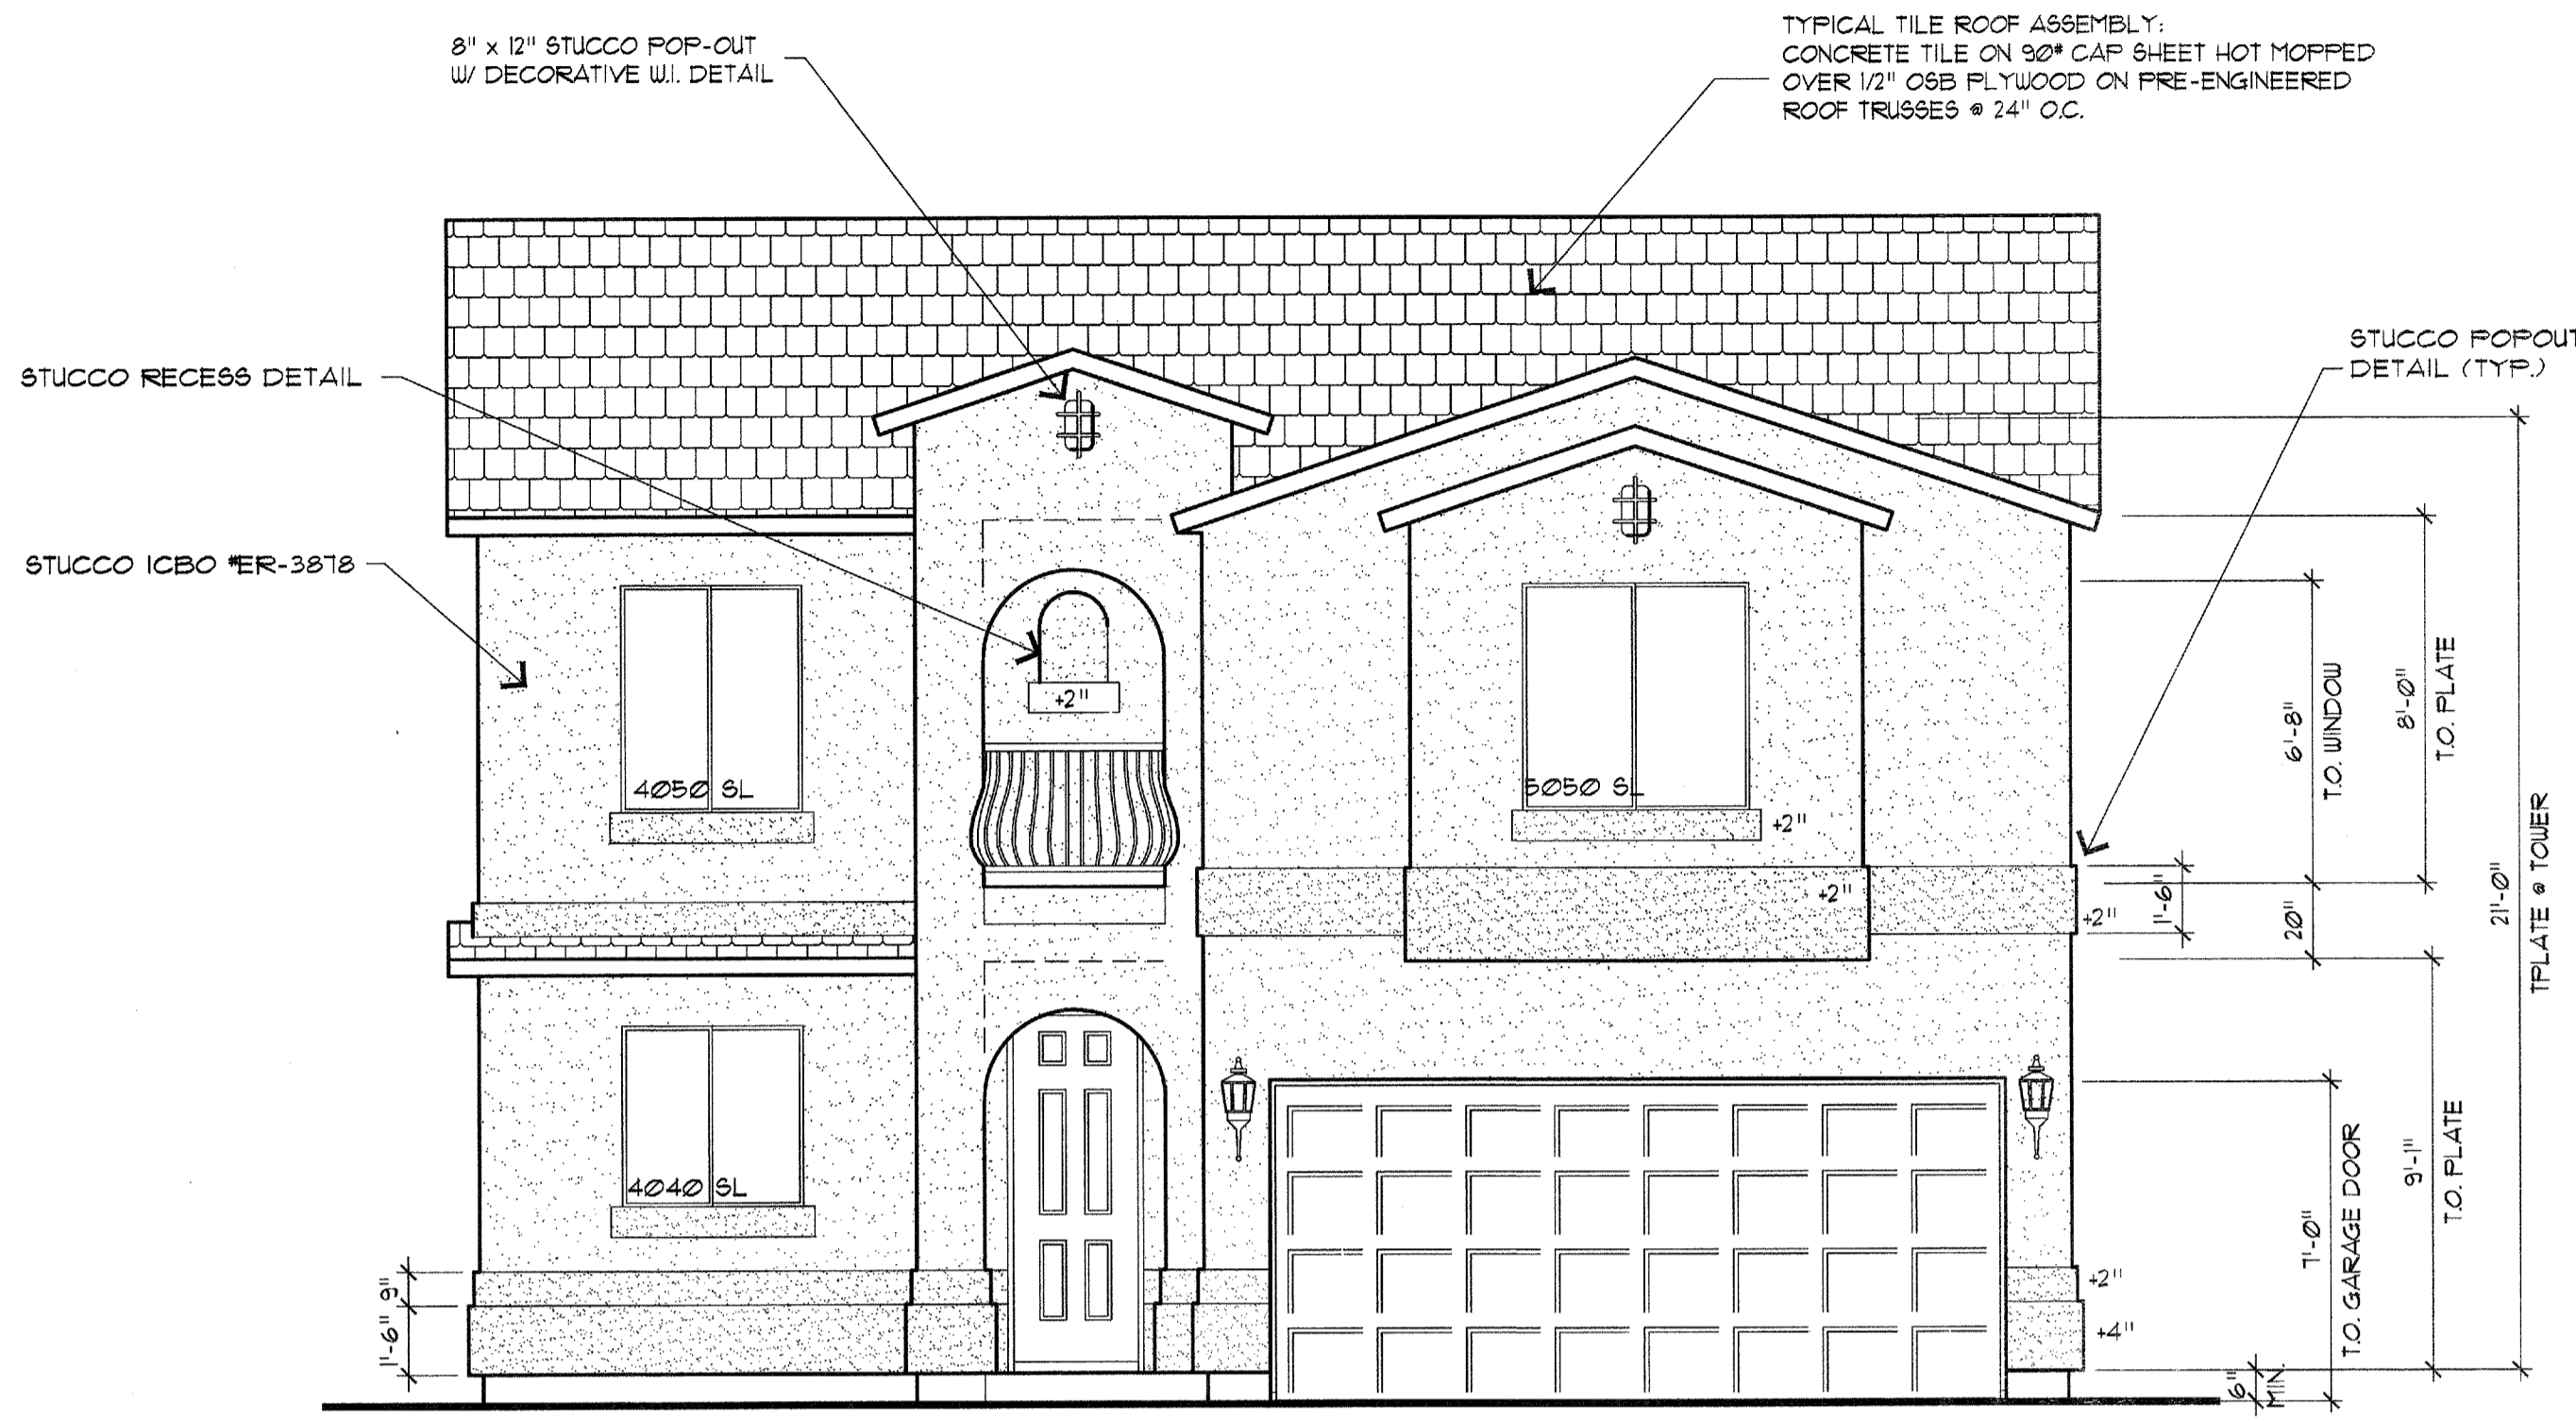 8" x 12" STUCCO POP-OUT
W/ DECORATIVE W.I. DETAIL
TYPICAL TILE ROOF ASSEMBLY:
CONCRETE TILE ON 90# CAP SHEET HOT MOPPED
OVER 1/2" OSB PLYWOOD ON PRE-ENGINEERED
ROOF TRUSSES @ 24" O.C.
STUCCO POPOUT
DETAIL (TYP.)
STUCCO RECESS DETAIL
STUCCO ICBO #ER-3878
+2"
4050 SL
5050 SL
+2"
+2"
+2"
1'-6"
20"
6'-8"
T.O. WINDOW
8'-0"
T.O. PLATE
21'-0"
TPLATE @ TOWER
4040 SL
9"
1'-6"
+2"
+4"
6"
MIN.
7'-0"
T.O. GARAGE DOOR
9'-1"
T.O. PLATE